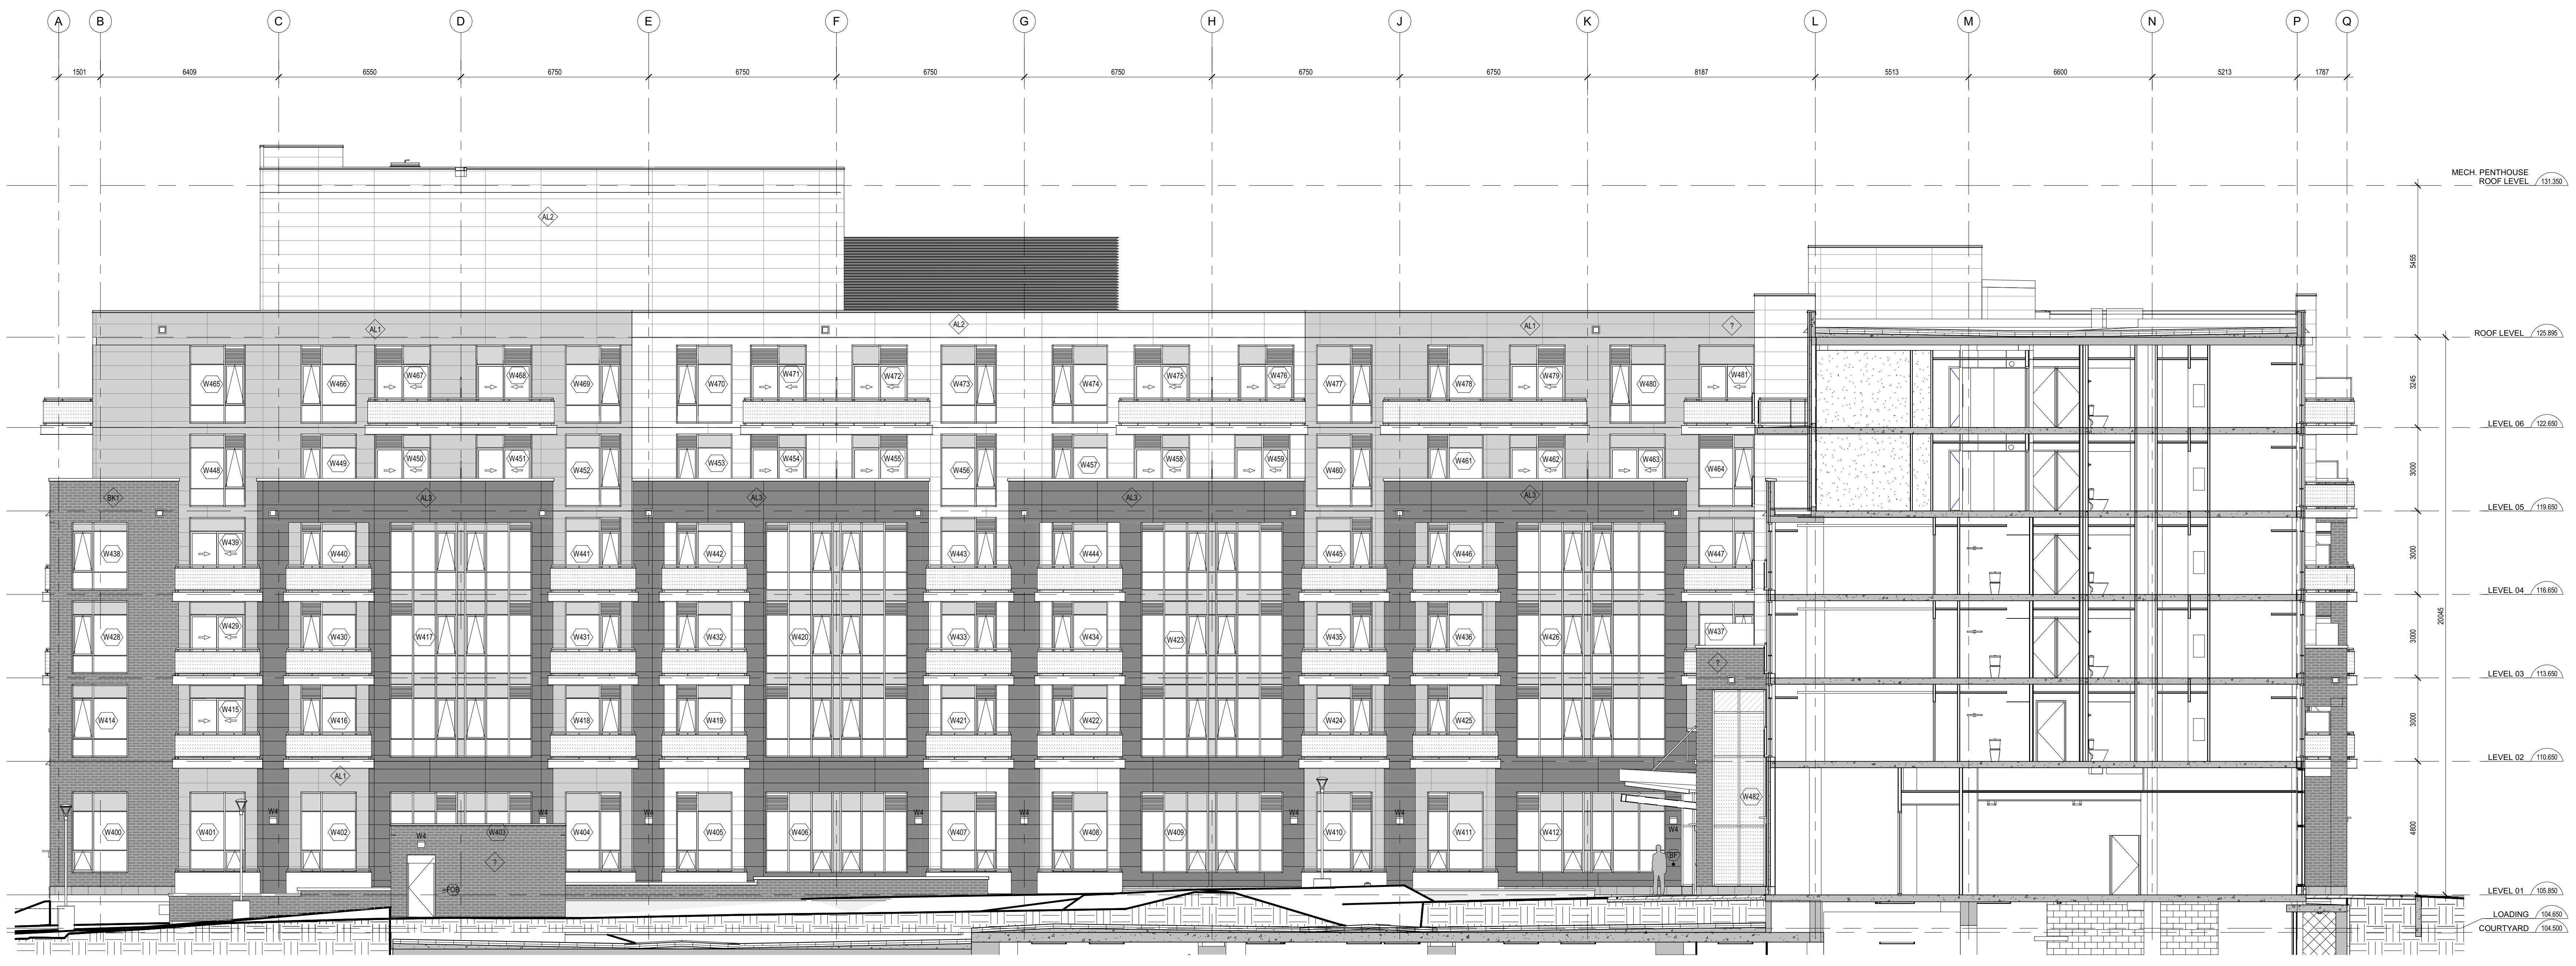 A B C D E F G H J K L M N P Q
1501 6409 6550 6750 6750 6750 6750 6750 6750 8187 5513 6600 5213 1787
MECH. PENTHOUSE
ROOF LEVEL 131.350
AL2
5455
AL1 AL2 AL1 ?
ROOF LEVEL 125.895
W465 W466 W467 W468 W469 W470 W471 W472 W473 W474 W475 W476 W477 W478 W479 W480 W481
3245
LEVEL 06 122.650
W448 W449 W450 W451 W452 W453 W454 W455 W456 W457 W458 W459 W460 W461 W462 W463 W464
3000
BK1 AL3 AL3 AL3 AL3
LEVEL 05 119.650
W438 W439 W440 W441 W442 W443 W444 W445 W446 W447
3000
LEVEL 04 116.650
20045
W428 W429 W430 W417 W431 W432 W420 W433 W434 W423 W435 W436 W426 W437
3000
?
LEVEL 03 113.650
W414 W415 W416 W418 W419 W421 W422 W424 W425
3000
LEVEL 02 110.650
AL1
W482
W4 W4 W4 W4 W4 W4 W4 W4 W4
W400 W401 W402 W403 W404 W405 W406 W407 W408 W409 W410 W411 W412
4800
? BF
FOB
LEVEL 01 105.850
LOADING 104.650
COURTYARD 104.500